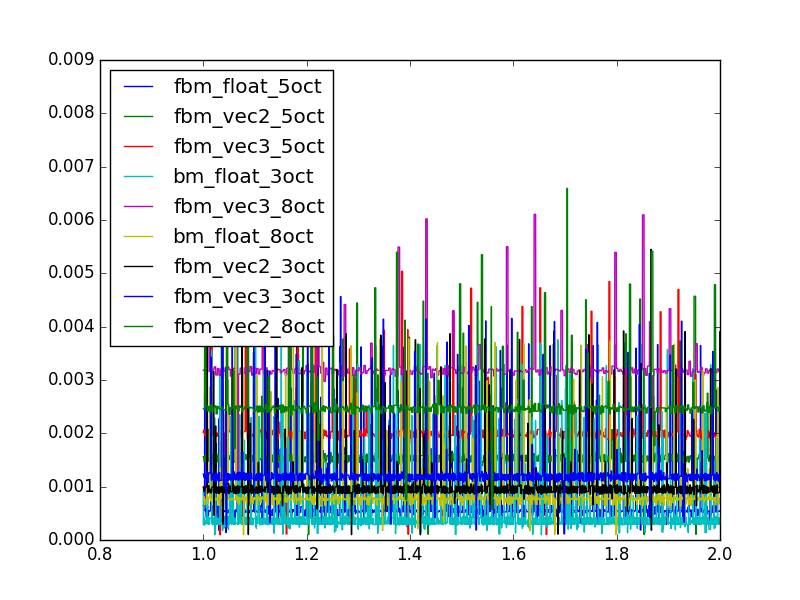 0.009
0.008
0.007
0.006
0.005
0.004
0.003
0.002
0.001
0.000
fbm_float_5oct
fbm_vec2_5oct
fbm_vec3_5oct
bm_float_3oct
fbm_vec3_8oct
bm_float_8oct
fbm_vec2_3oct
fbm_vec3_3oct
fbm_vec2_8oct
0.8 1.0 1.2 1.4 1.6 1.8 2.0